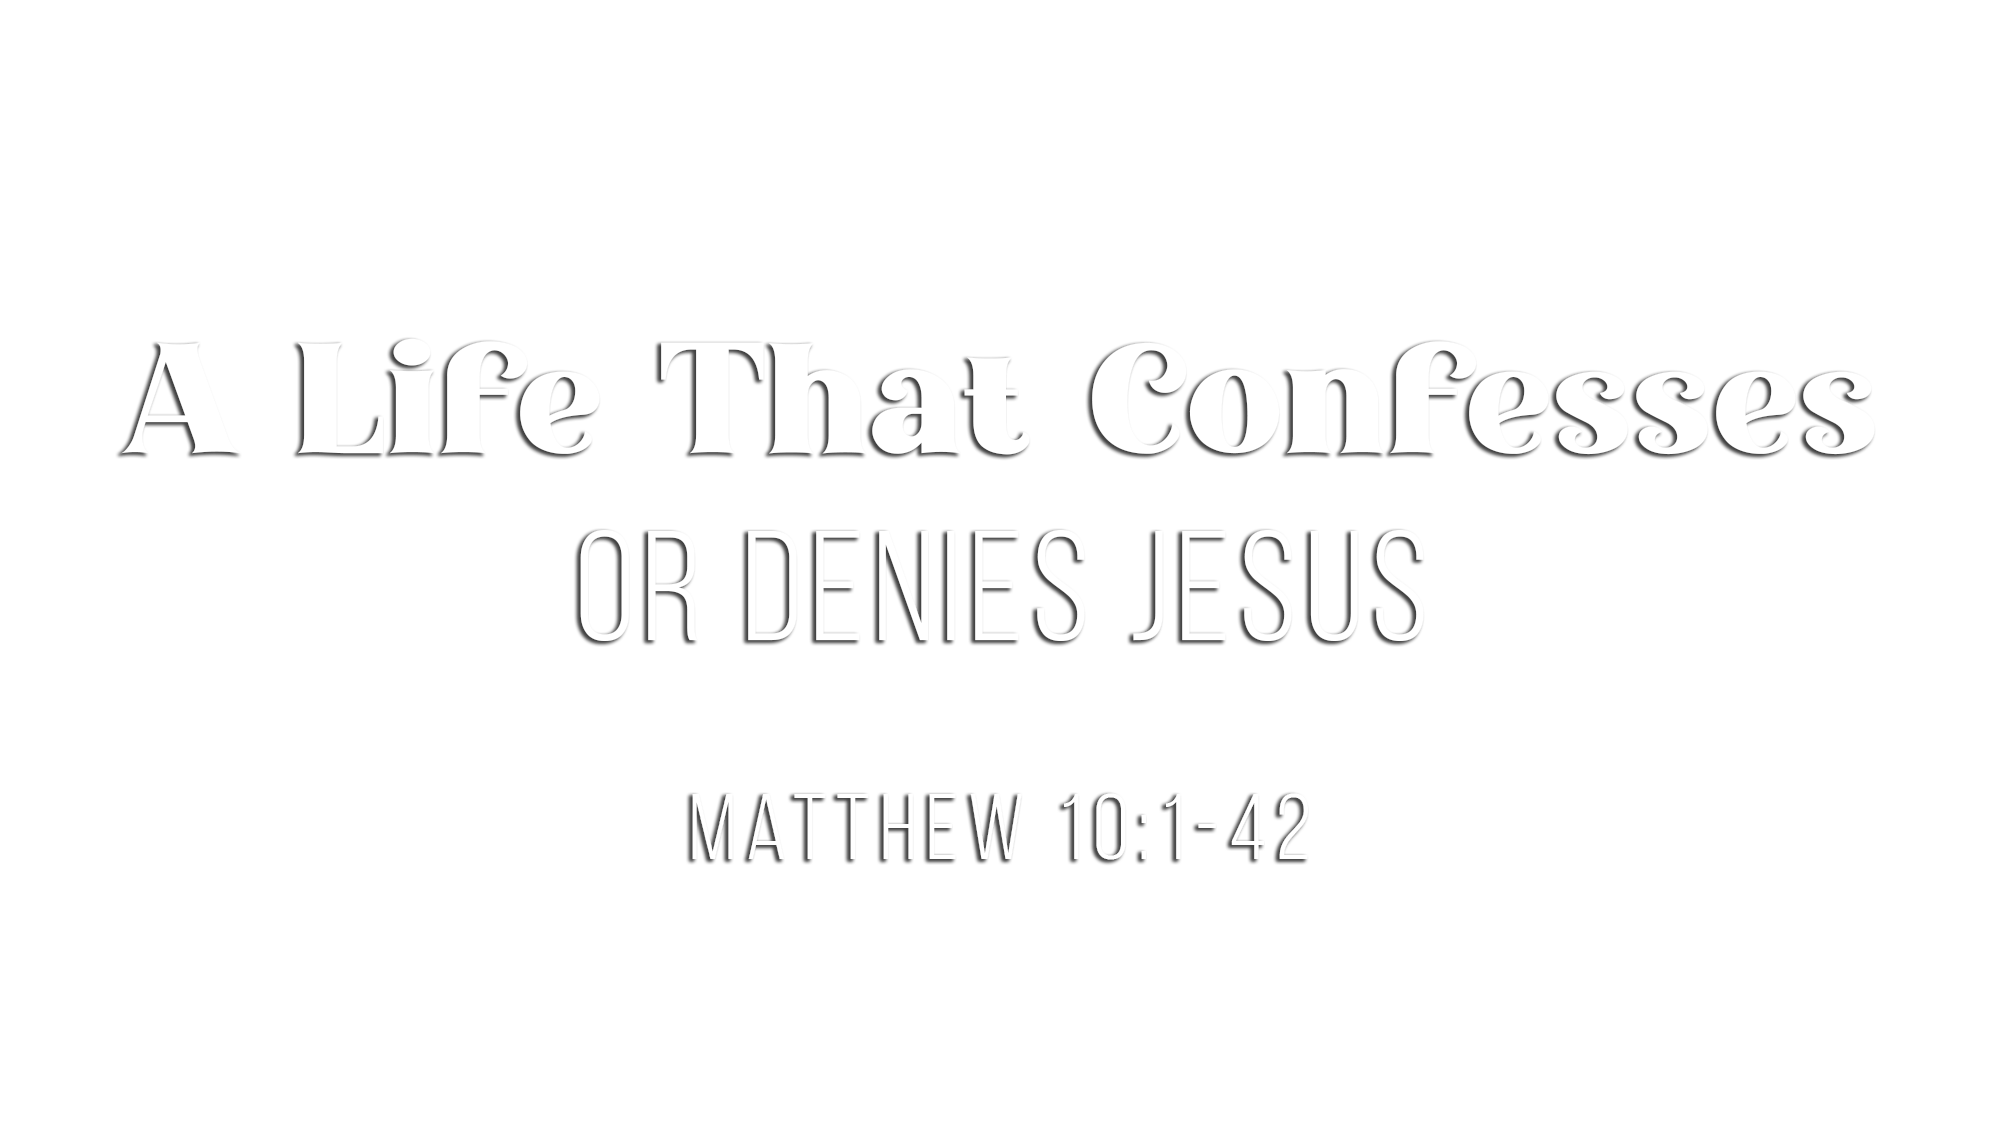 A Life That Confesses
OR DENIES JESUS
MATTHEW 10:1-42